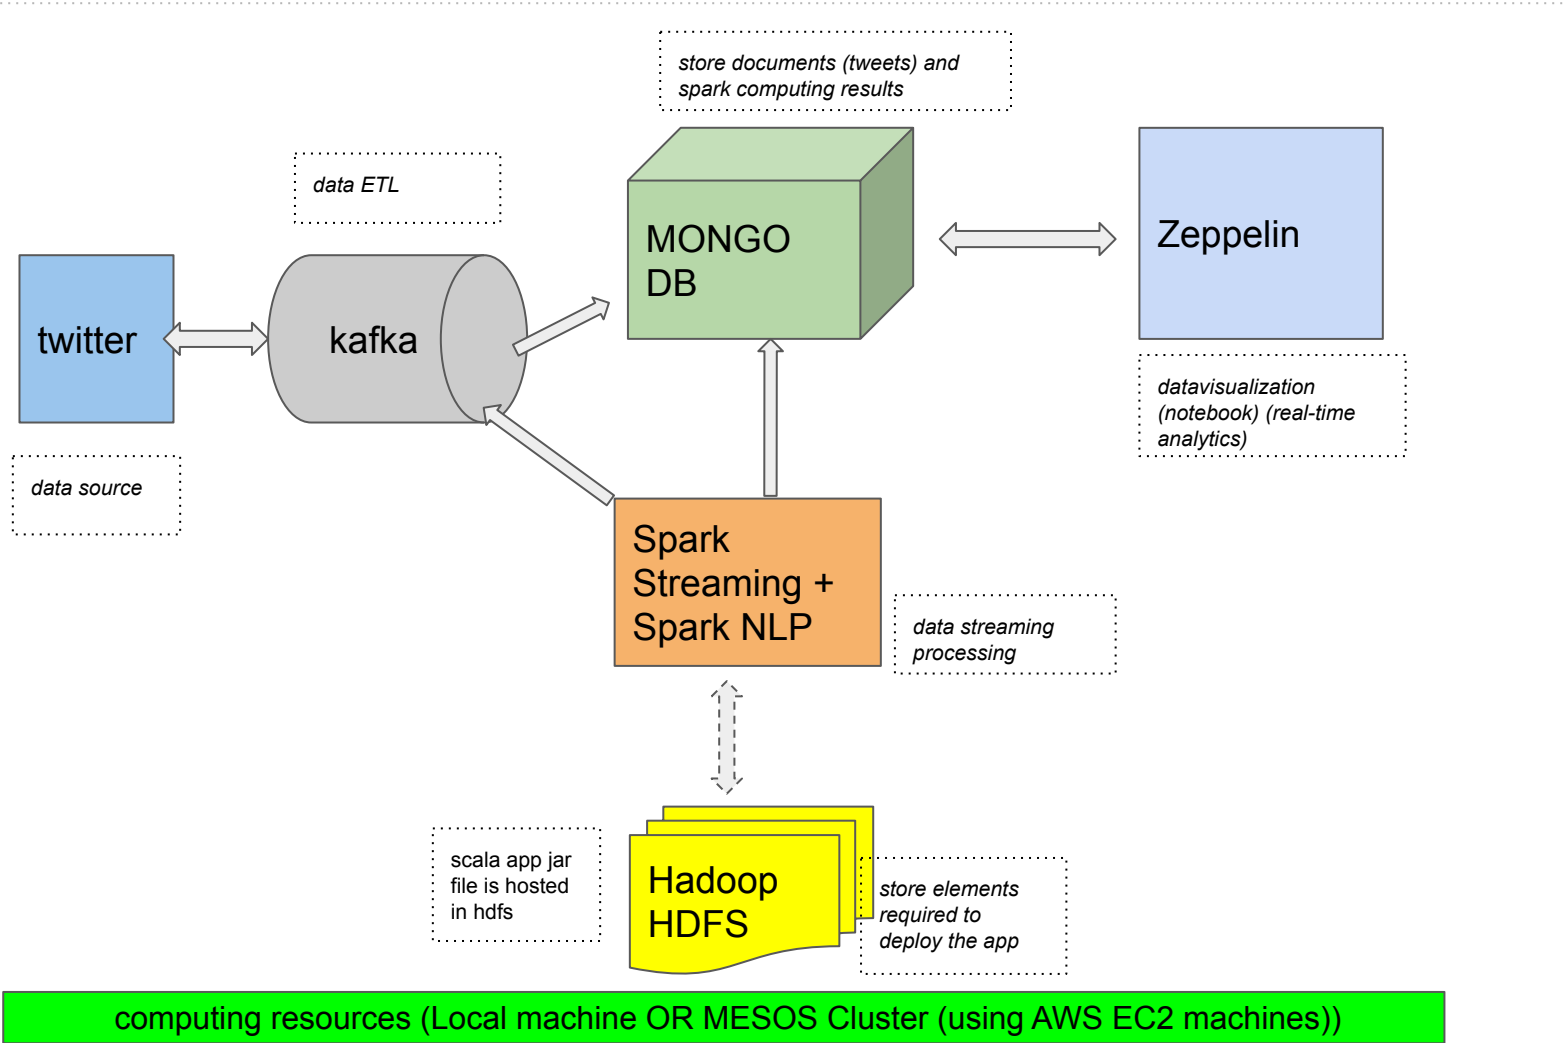 store documents (tweets) and
spark computing results
data ETL
MONGO
DB
Zeppelin
twitter
kafka
datavisualization
(notebook) (real-time
analytics)
data source
Spark
Streaming +
Spark NLP
data streaming
processing
scala app jar
file is hosted
in hdfs
Hadoop
HDFS
store elements
required to
deploy the app
computing resources (Local machine OR MESOS Cluster (using AWS EC2 machines))